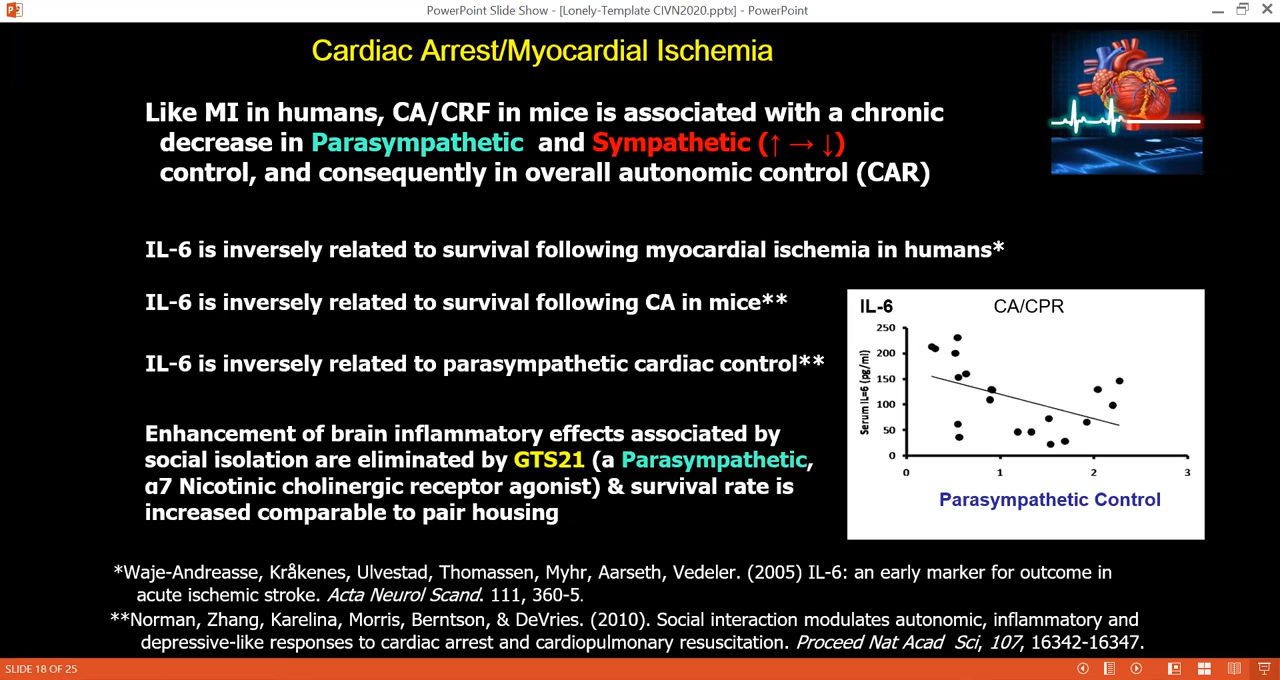 PowerPoint Slide Show - [Lonely-Template CIVN2020.pptx] - PowerPoint
Cardiac Arrest/Myocardial Ischemia
Like MI in humans, CA/CRF in mice is associated with a chronic
decrease in Parasympathetic and Sympathetic (↑ → ↓)
control, and consequently in overall autonomic control (CAR)
ALERT
IL-6 is inversely related to survival following myocardial ischemia in humans*
IL-6 is inversely related to survival following CA in mice**
IL-6 is inversely related to parasympathetic cardiac control**
Enhancement of brain inflammatory effects associated by
social isolation are eliminated by GTS21 (a Parasympathetic,
α7 Nicotinic cholinergic receptor agonist) & survival rate is
increased comparable to pair housing
IL-6 CA/CPR
Serum IL=6 (pg/ml)
250
200
150
100
50
0
0 1 2 3
Parasympathetic Control
*Waje-Andreasse, Kråkenes, Ulvestad, Thomassen, Myhr, Aarseth, Vedeler. (2005) IL-6: an early marker for outcome in
acute ischemic stroke. Acta Neurol Scand. 111, 360-5.
**Norman, Zhang, Karelina, Morris, Berntson, & DeVries. (2010). Social interaction modulates autonomic, inflammatory and
depressive-like responses to cardiac arrest and cardiopulmonary resuscitation. Proceed Nat Acad Sci, 107, 16342-16347.
SLIDE 18 OF 25